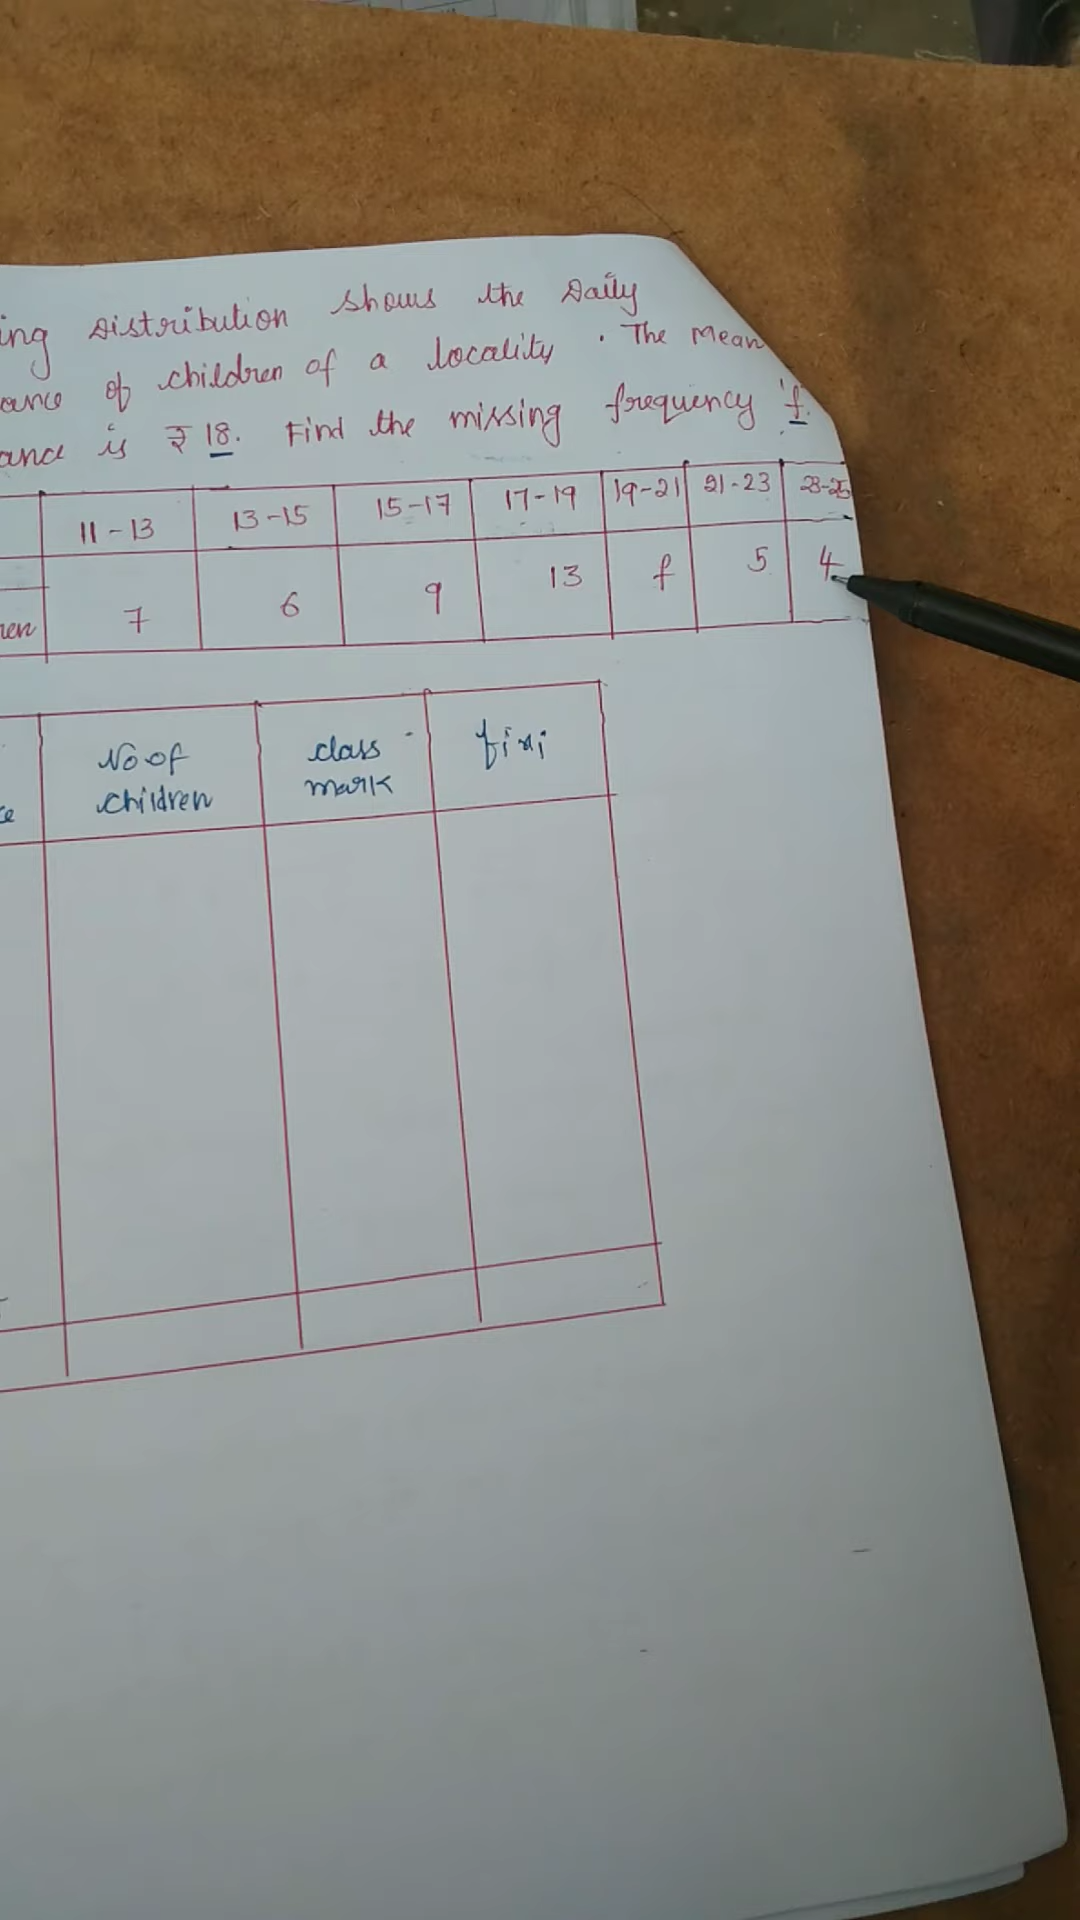 ing Distribution shows the Daily
ance of children of a locality . The Mean
ance is ₹ 18. Find the missing frequency 'f.
11-13 13-15 15-17 17-19 19-21 21-23 23-25
ren 7 6 9 13 f 5 4
No of children class mark fixi
ce